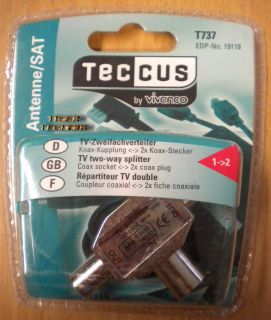 T737
EDP-No. 19118
Antenne/SAT
Teccus
by vivanco
D
TV-Zweifachverteiler
Koax-Kupplung <-> 2x Koax-Stecker
GB
TV two-way splitter
Coax socket <-> 2x coax plug
F
Répartiteur TV double
Coupleur coaxial <-> 2x fiche coaxiale
1->2